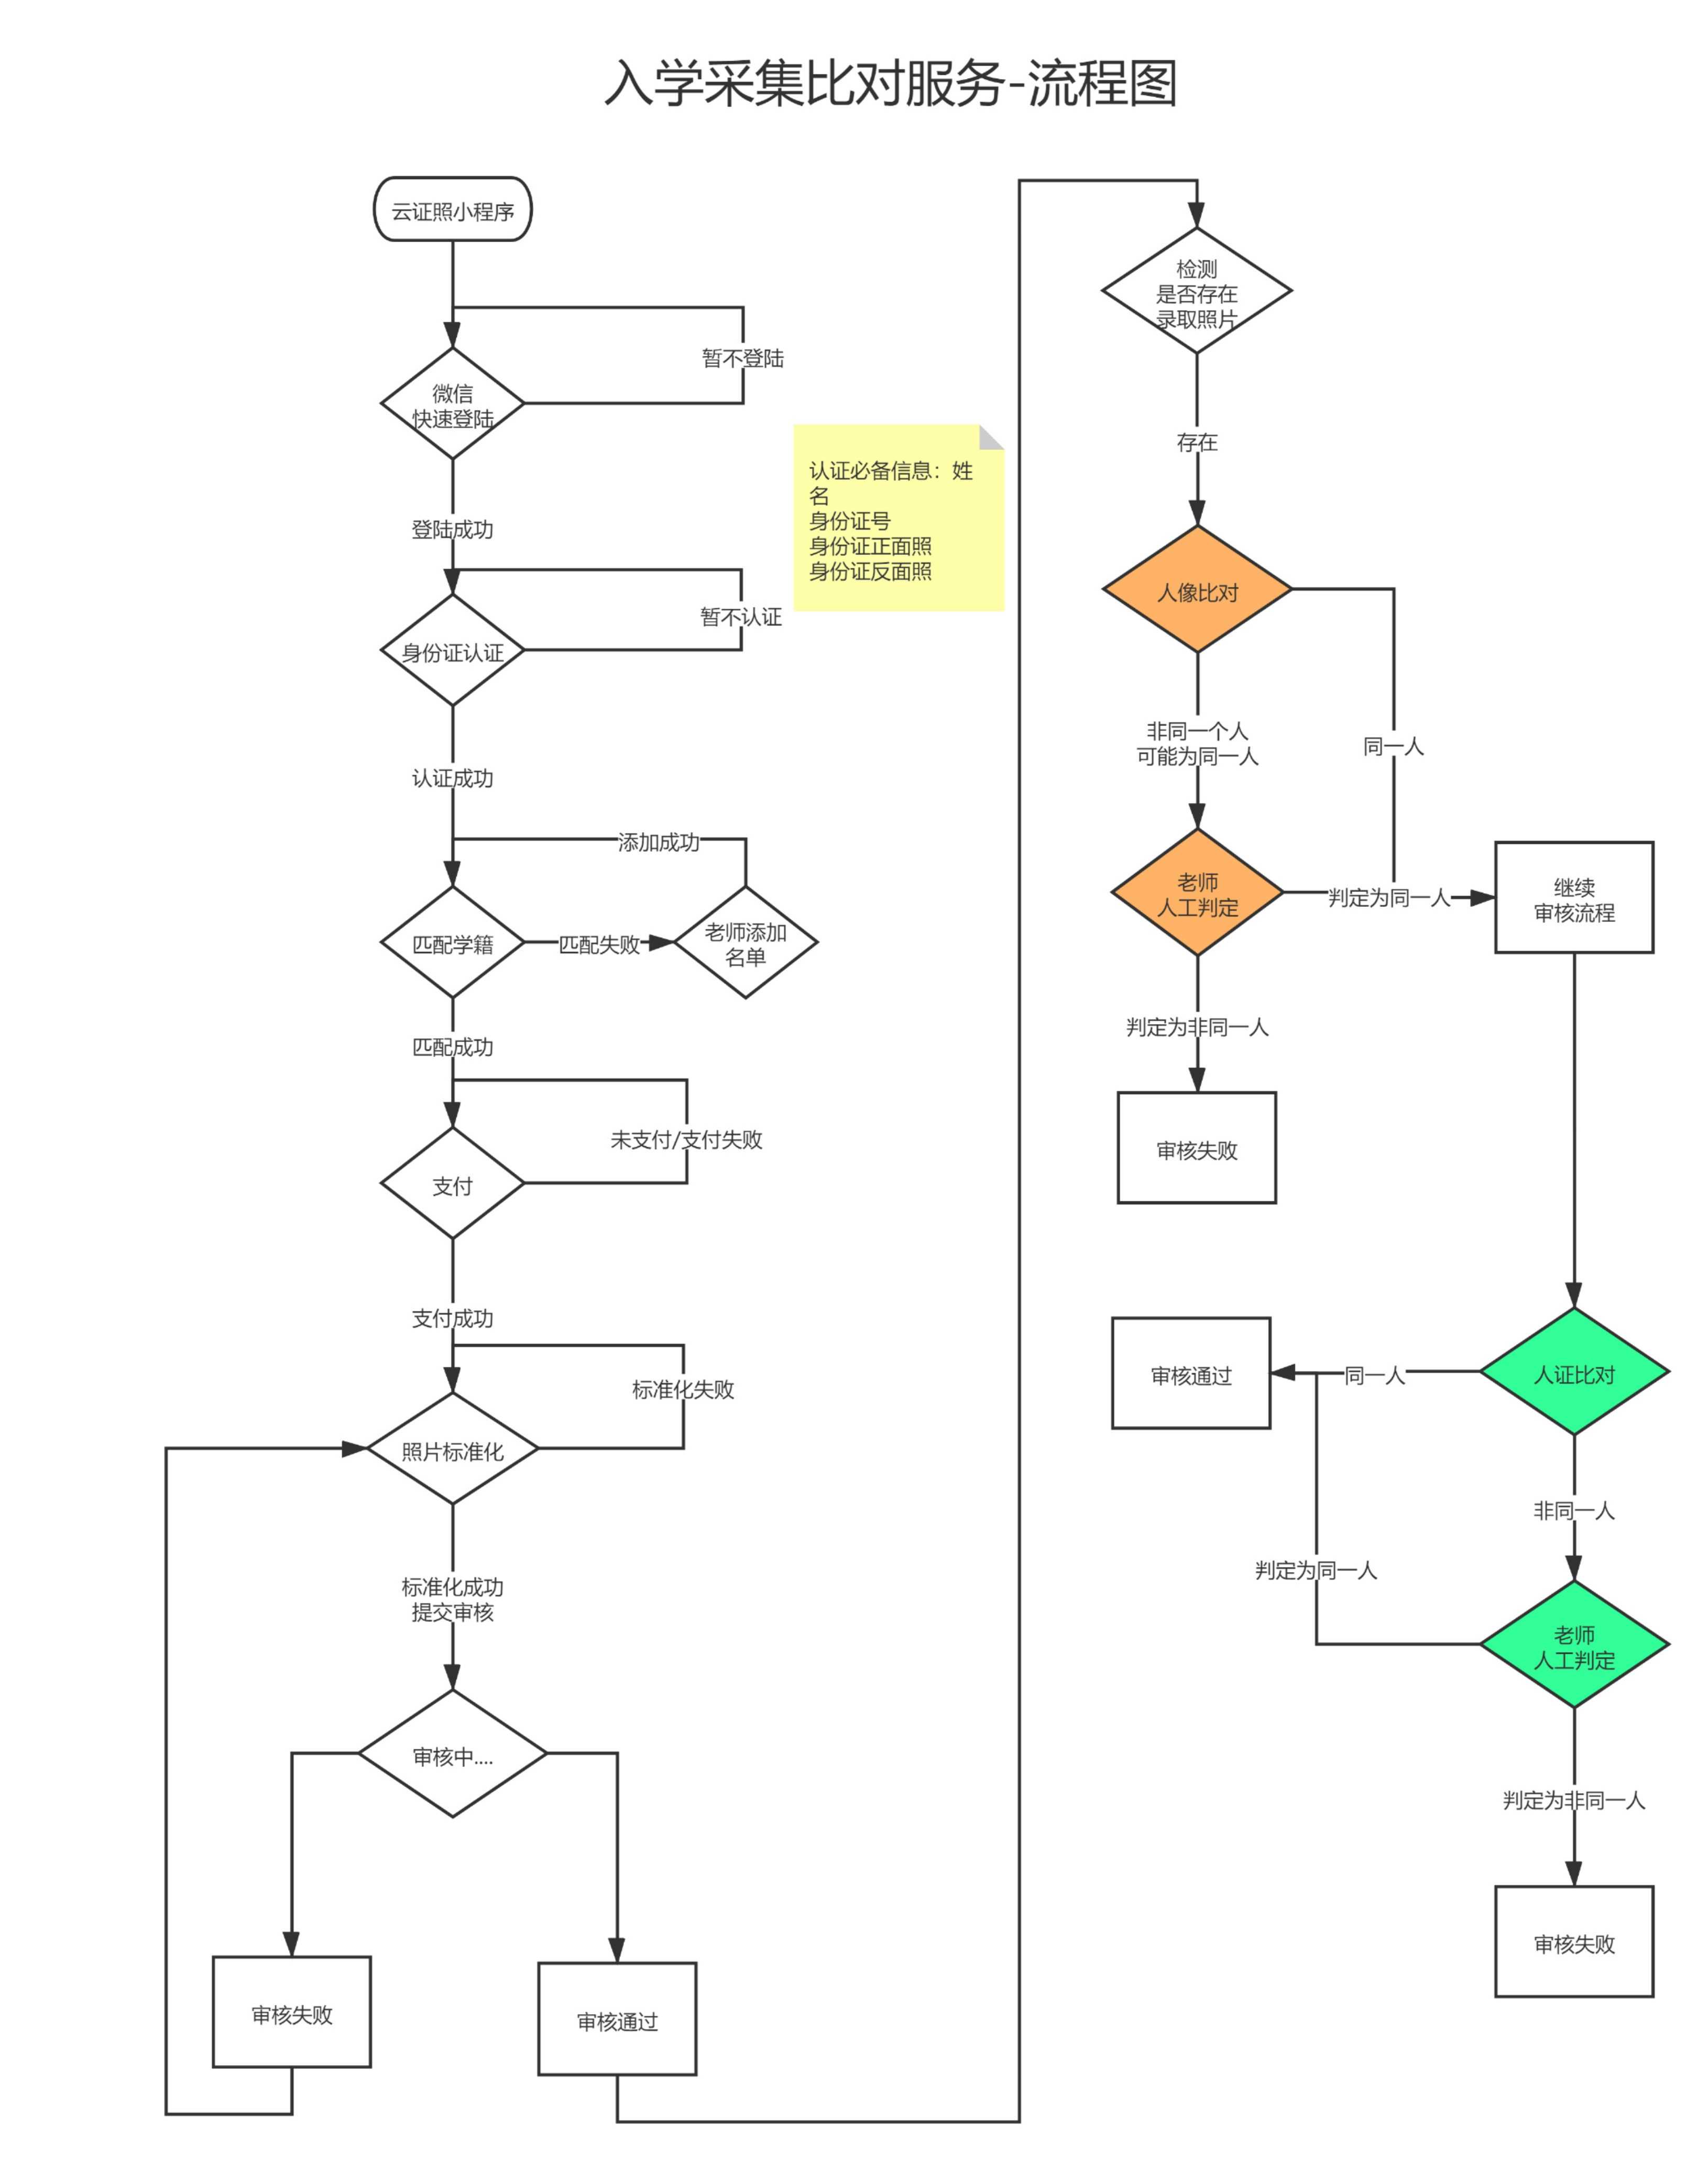 入学采集比对服务-流程图
云证照小程序
暂不登陆
微信
快速登陆
认证必备信息：姓
名
身份证号
身份证正面照
身份证反面照
登陆成功
暂不认证
身份证认证
认证成功
添加成功
匹配学籍
匹配失败
老师添加
名单
匹配成功
未支付/支付失败
支付
支付成功
标准化失败
照片标准化
标准化成功
提交审核
审核中....
审核失败
审核通过
检测
是否存在
录取照片
存在
人像比对
非同一个人
可能为同一人
同一人
老师
人工判定
判定为同一人
继续
审核流程
判定为非同一人
审核失败
审核通过
同一人
人证比对
非同一人
判定为同一人
老师
人工判定
判定为非同一人
审核失败